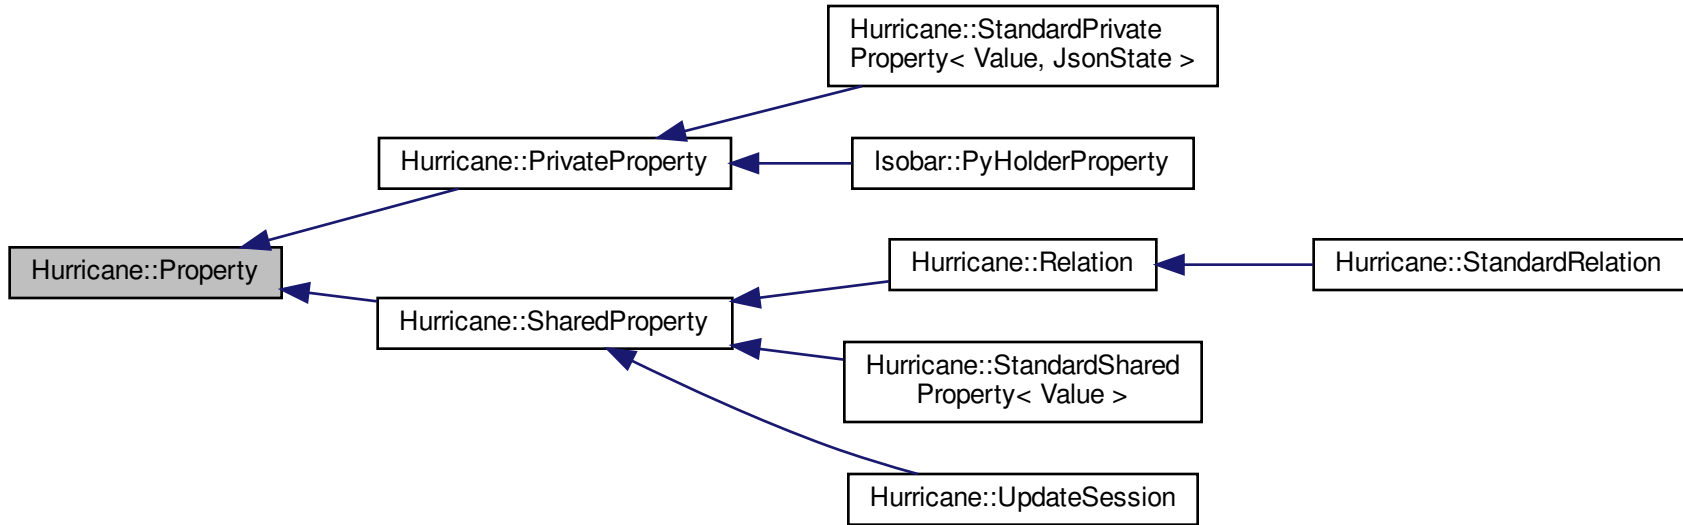 Hurricane::StandardPrivate
Property< Value, JsonState >
Hurricane::PrivateProperty
Isobar::PyHolderProperty
Hurricane::Property
Hurricane::Relation
Hurricane::StandardRelation
Hurricane::SharedProperty
Hurricane::StandardShared
Property< Value >
Hurricane::UpdateSession